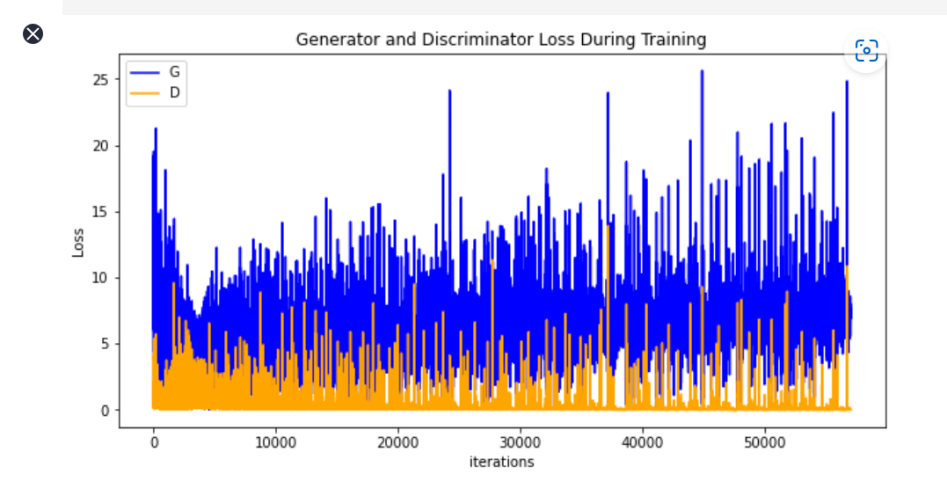 Generator and Discriminator Loss During Training
G
D
25
20
15
10
5
0
Loss
0 10000 20000 30000 40000 50000
iterations